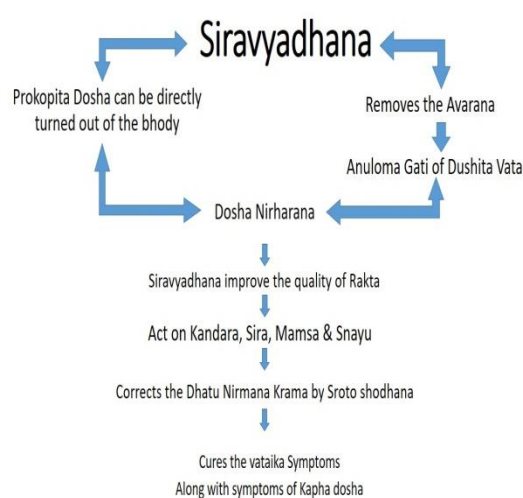 Siravyadhana
Prokopita Dosha can be directly
turned out of the bhody
Removes the Avarana
Anuloma Gati of Dushita Vata
Dosha Nirharana
Siravyadhana improve the quality of Rakta
Act on Kandara, Sira, Mamsa & Snayu
Corrects the Dhatu Nirmana Krama by Sroto shodhana
Cures the vataika Symptoms
Along with symptoms of Kapha dosha